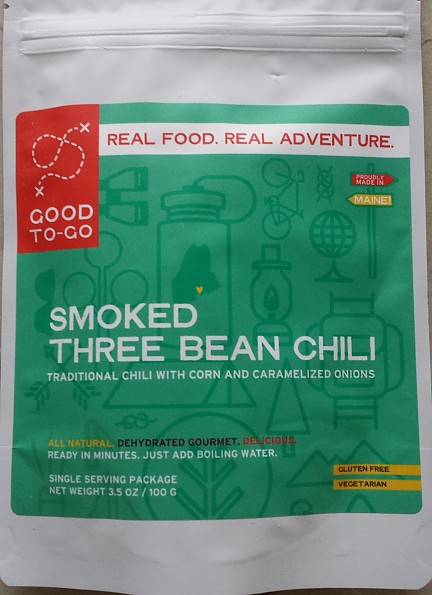 REAL FOOD. REAL ADVENTURE.
GOOD
TO-GO
PROUDLY
MADE IN
MAINE!
SMOKED
THREE BEAN CHILI
TRADITIONAL CHILI WITH CORN AND CARAMELIZED ONIONS
ALL NATURAL. DEHYDRATED GOURMET. DELICIOUS.
READY IN MINUTES. JUST ADD BOILING WATER.
SINGLE SERVING PACKAGE
NET WEIGHT 3.5 OZ / 100 G
GLUTEN FREE
VEGETARIAN